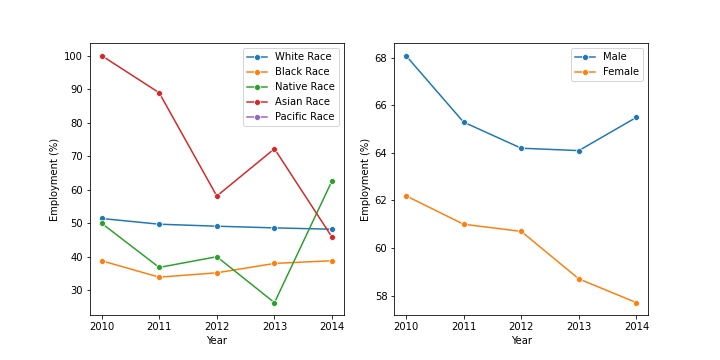 100
90
80
70
60
50
40
30
Employment (%)
2010
2011
2012
2013
2014
Year
White Race
Black Race
Native Race
Asian Race
Pacific Race
68
66
64
62
60
58
Employment (%)
2010
2011
2012
2013
2014
Year
Male
Female